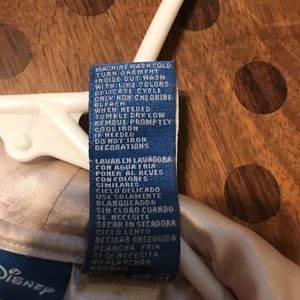 MACHINE WASH COLD
TURN GARMENT
INSIDE OUT WASH
WITH LIKE COLORS
DELICATE CYCLE
ONLY NON CHLORINE
BLEACH
WHEN NEEDED
TUMBLE DRY LOW
REMOVE PROMPTLY
COOL IRON
IF NEEDED
DO NOT IRON
DECORATIONS
LAVAR EN LAVADORA
CON AGUA FRIA
PONER AL REVES
CON COLORES
SIMILARES
CICLO DELICADO
USE SOLAMENTE
BLANQUEADOR
SIN CLORO CUANDO
SE NECESITE
SECAR EN SECADORA
CICLO LENTO
RETIRAR ENSEGUIDA
PLANCHA FRIA
SI SE NECESITE
NO PLANCHAR
ADORNO
DISNEY